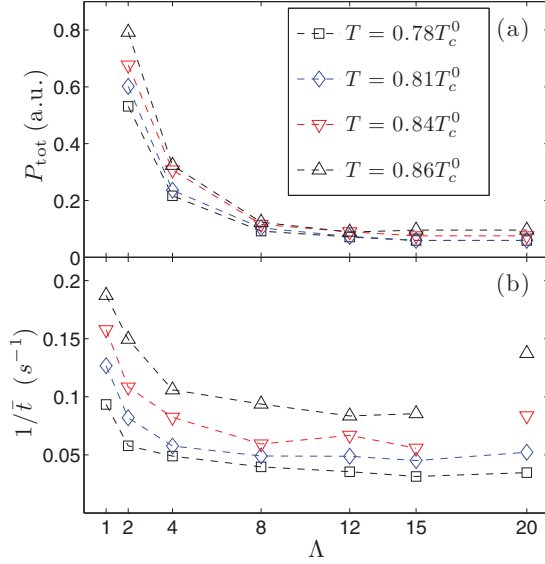 (a)
T = 0.78T_c^0
T = 0.81T_c^0
T = 0.84T_c^0
T = 0.86T_c^0
P_tot (a.u.)
0.8
0.6
0.4
0.2
0
(b)
1/t̄ (s⁻¹)
0.2
0.15
0.1
0.05
1 2 4 8 12 15 20
Λ